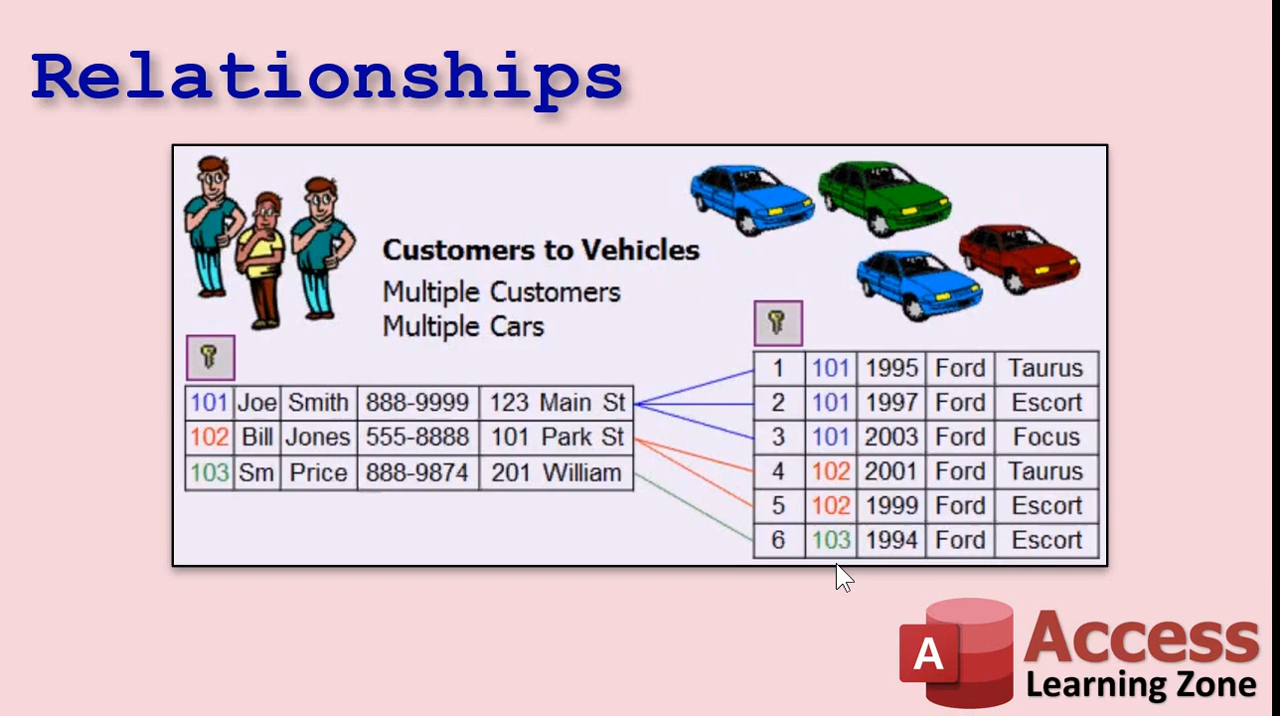 Relationships
Customers to Vehicles
Multiple Customers
Multiple Cars
101 Joe Smith 888-9999 123 Main St
102 Bill Jones 555-8888 101 Park St
103 Sm Price 888-9874 201 William
1 101 1995 Ford Taurus
2 101 1997 Ford Escort
3 101 2003 Ford Focus
4 102 2001 Ford Taurus
5 102 1999 Ford Escort
6 103 1994 Ford Escort
A Access
Learning Zone